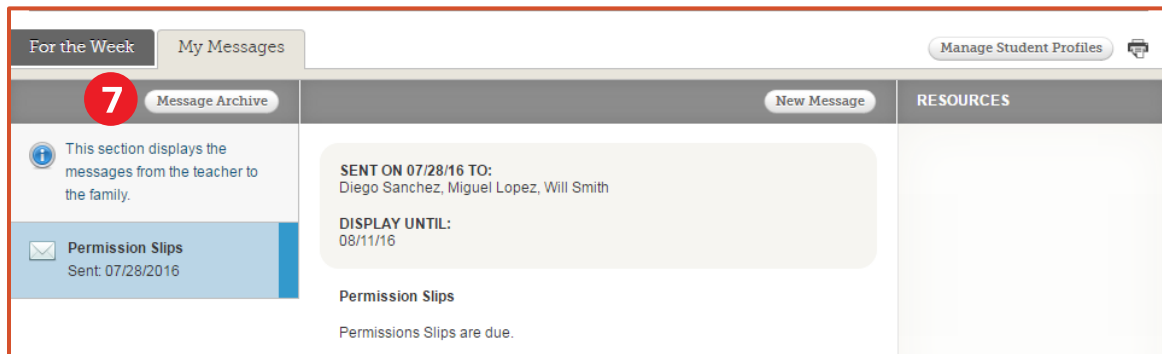 For the Week
My Messages
Manage Student Profiles
7
Message Archive
New Message
RESOURCES
This section displays the
messages from the teacher to
the family.
Permission Slips
Sent: 07/28/2016
SENT ON 07/28/16 TO:
Diego Sanchez, Miguel Lopez, Will Smith
DISPLAY UNTIL:
08/11/16
Permission Slips
Permissions Slips are due.